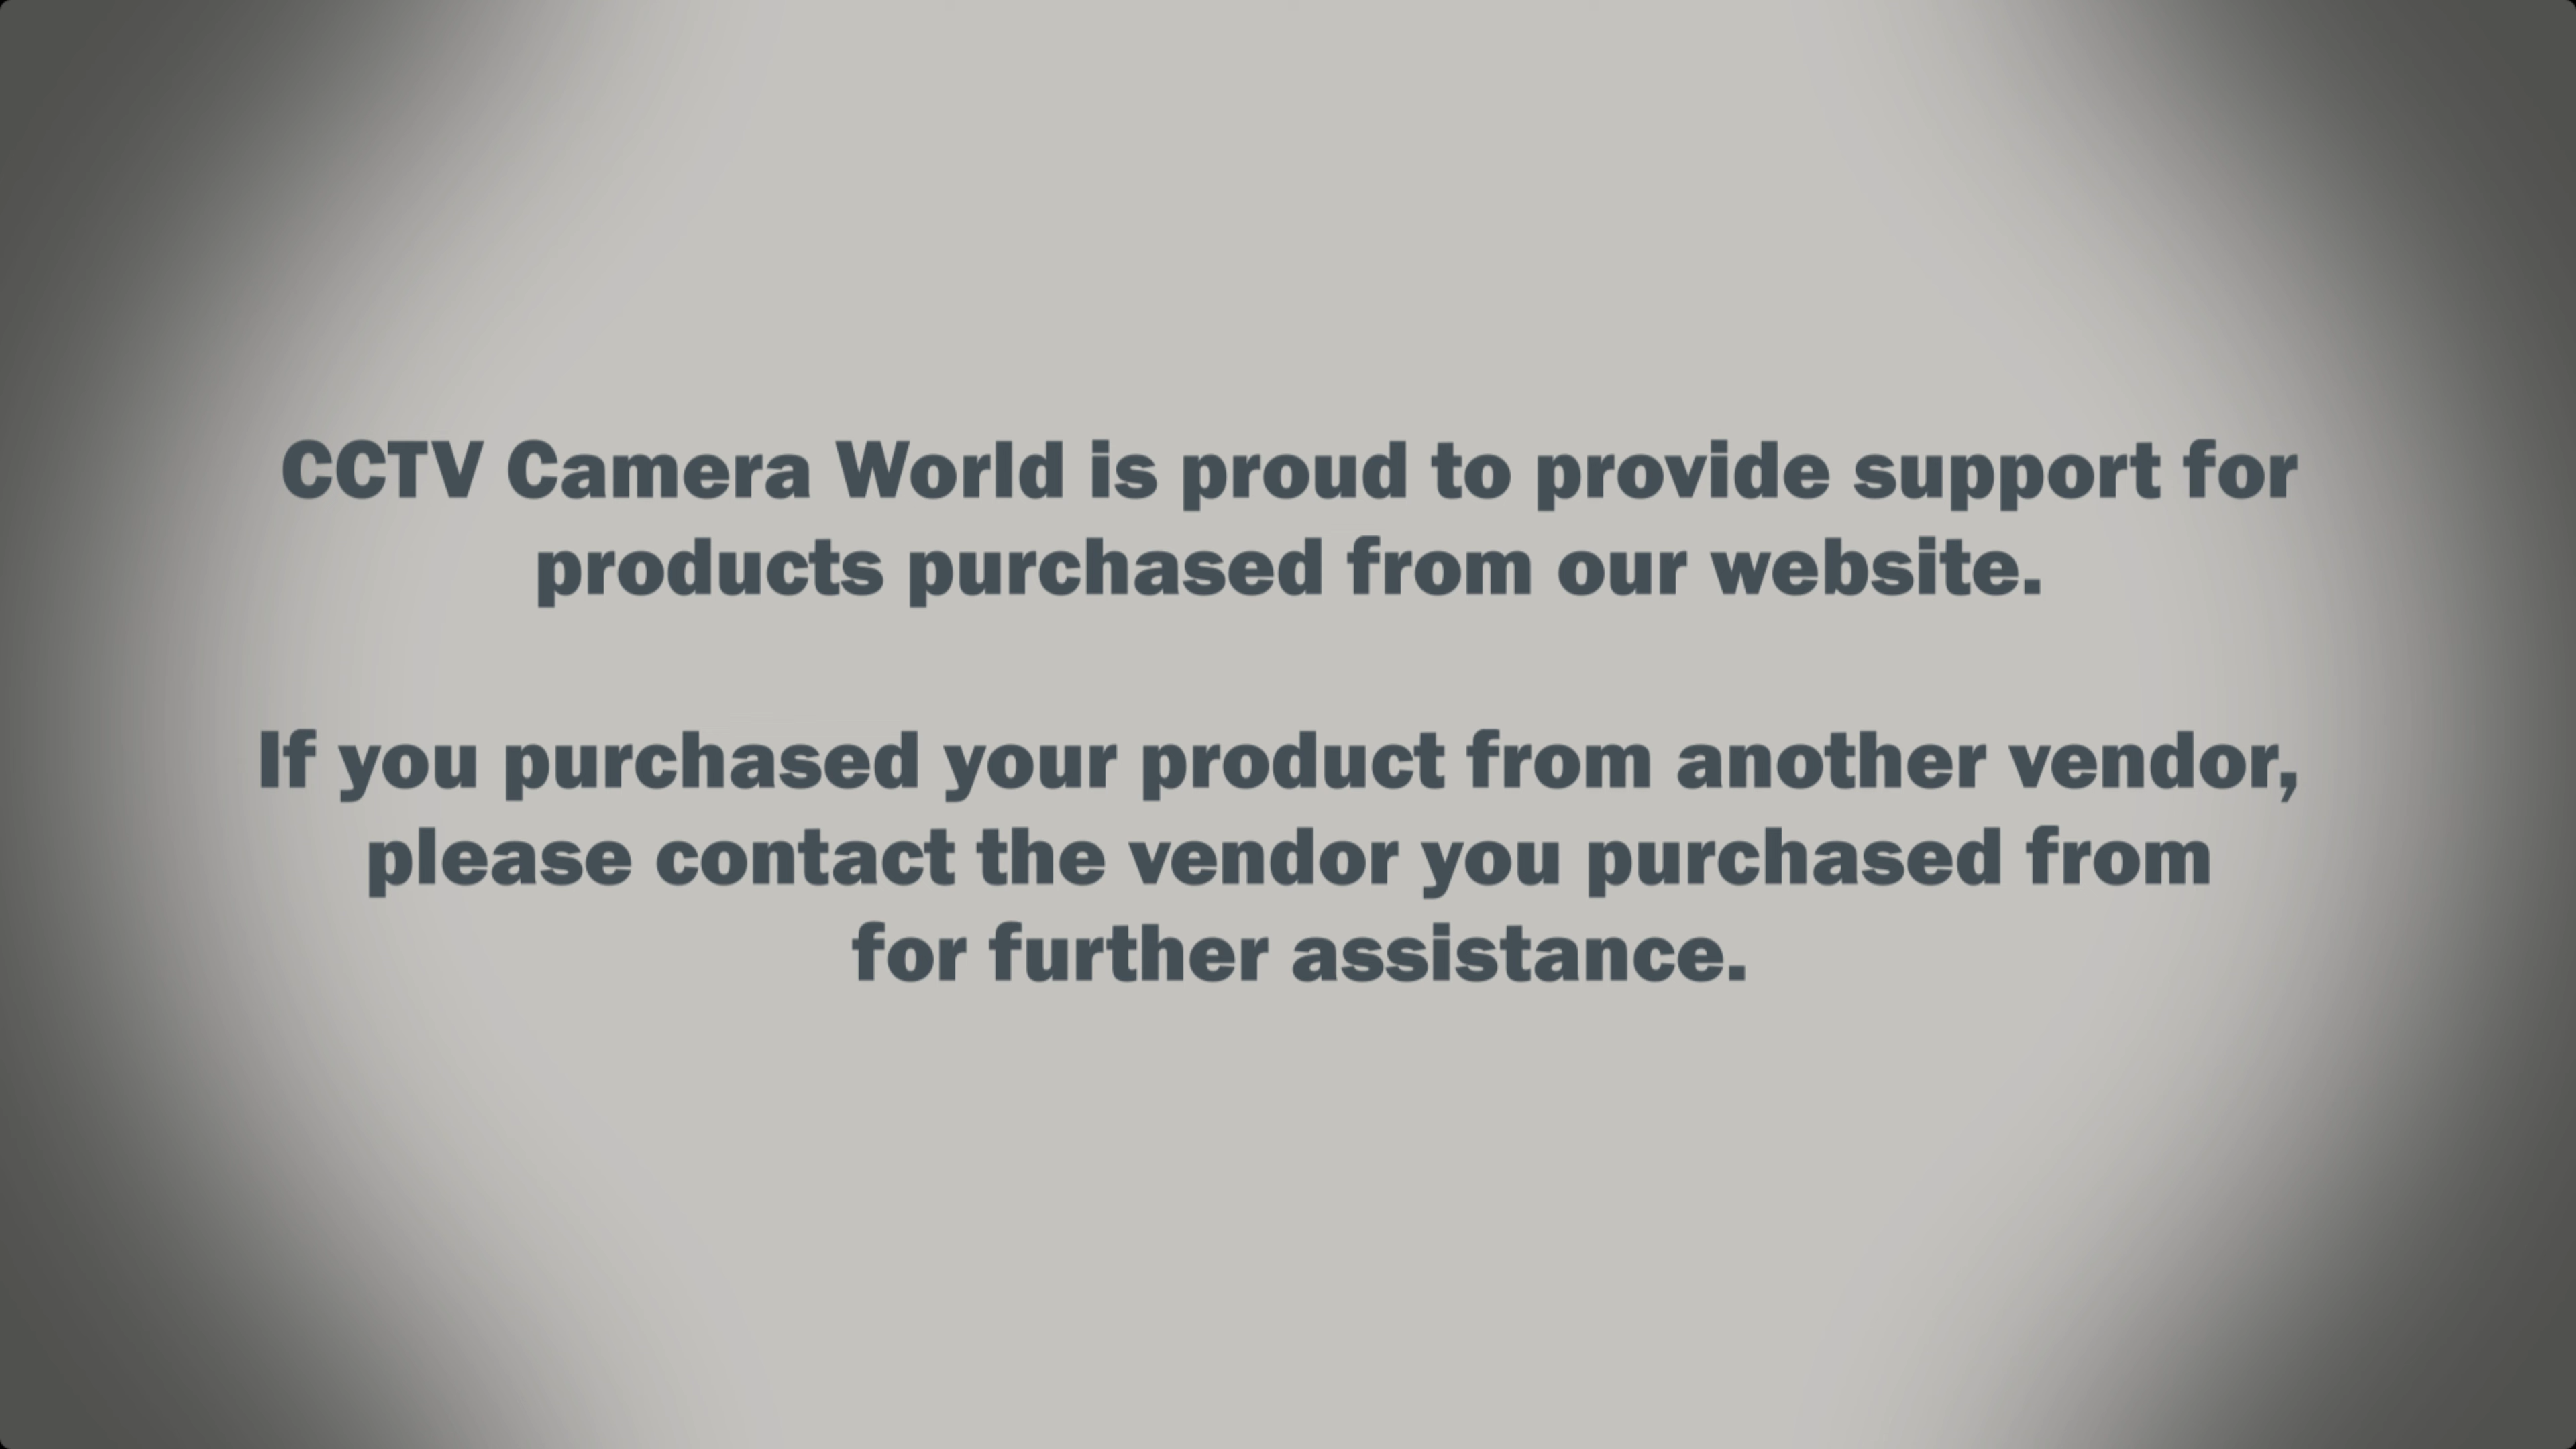 CCTV Camera World is proud to provide support for
products purchased from our website.
If you purchased your product from another vendor,
please contact the vendor you purchased from
for further assistance.